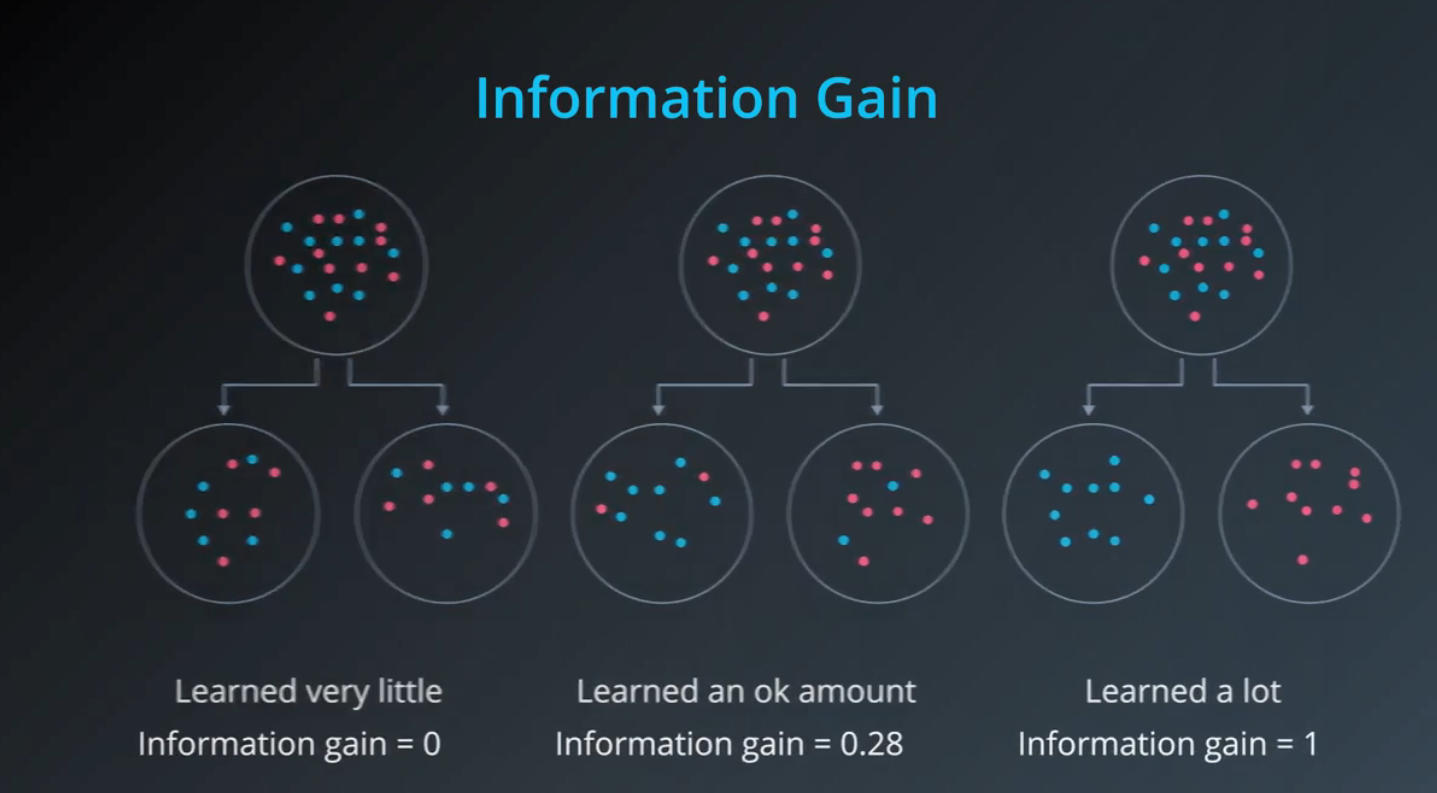 Information Gain
Learned very little
Information gain = 0
Learned an ok amount
Information gain = 0.28
Learned a lot
Information gain = 1